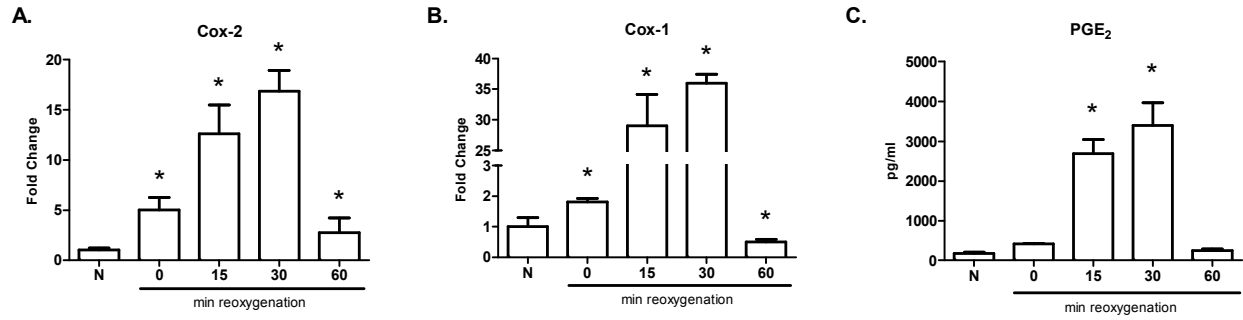 A.
Cox-2
Fold Change
20
15
10
5
0
*
*
*
*
N 0 15 30 60
min reoxygenation
B.
Cox-1
Fold Change
40
35
30
25
3
2
1
0
*
*
*
*
N 0 15 30 60
min reoxygenation
C.
PGE₂
pg/ml
5000
4000
3000
2000
1000
0
*
*
N 0 15 30 60
min reoxygenation